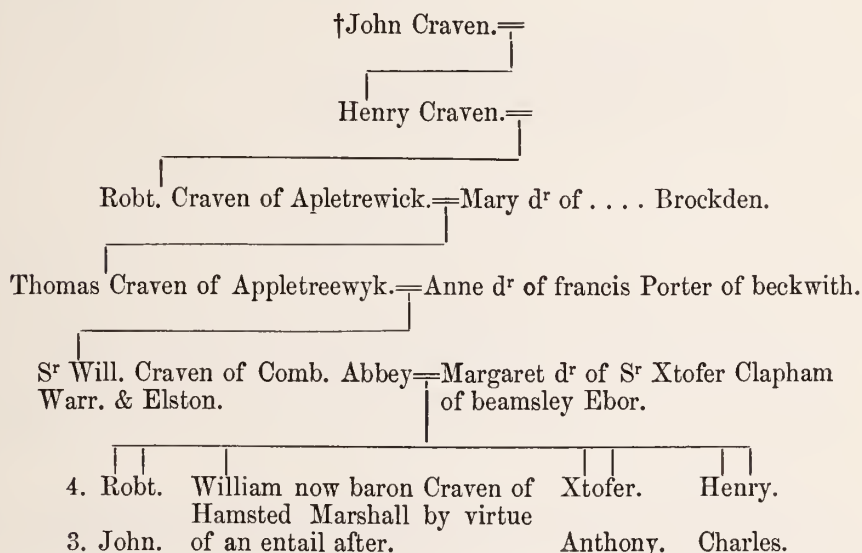 †John Craven.
Henry Craven.
Robt. Craven of Apletrewick.=Mary dʳ of .... Brockden.
Thomas Craven of Appletreewyk.=Anne dʳ of francis Porter of beckwith.
Sʳ Will. Craven of Comb. Abbey=Margaret dʳ of Sʳ Xtofer Clapham
Warr. & Elston. of beamsley Ebor.
4. Robt. William now baron Craven of Xtofer. Henry.
Hamsted Marshall by virtue
3. John. of an entail after. Anthony. Charles.